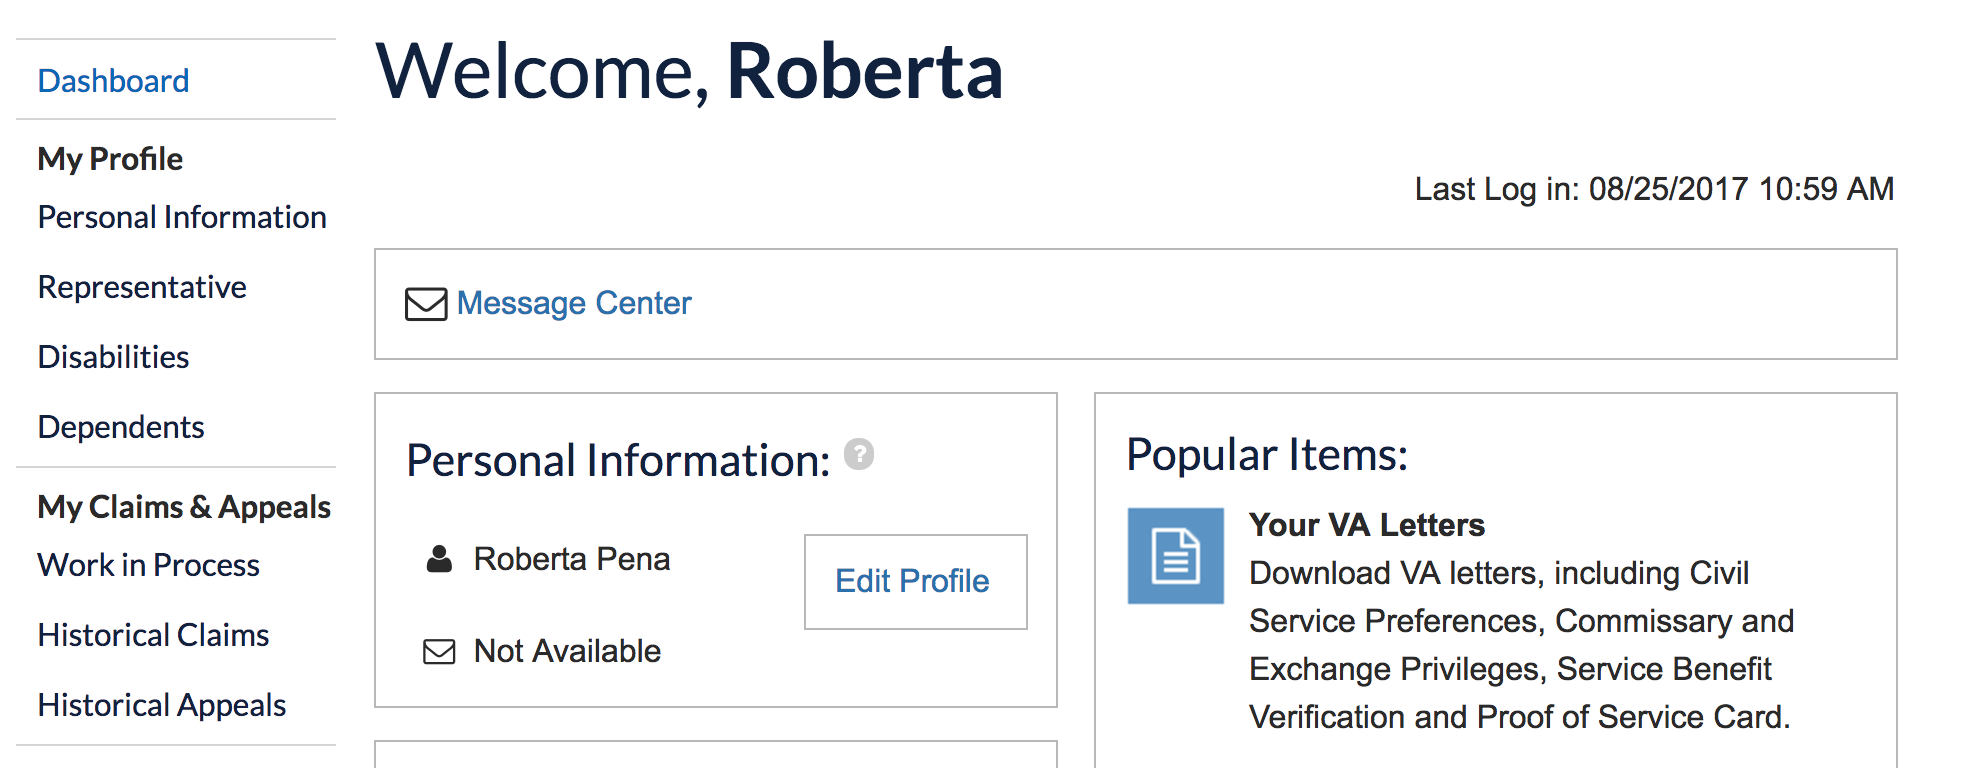 Dashboard
My Profile
Personal Information
Representative
Disabilities
Dependents
My Claims & Appeals
Work in Process
Historical Claims
Historical Appeals
Welcome, Roberta
Last Log in: 08/25/2017 10:59 AM
Message Center
Personal Information: ?
Roberta Pena
Edit Profile
Not Available
Popular Items:
Your VA Letters
Download VA letters, including Civil
Service Preferences, Commissary and
Exchange Privileges, Service Benefit
Verification and Proof of Service Card.